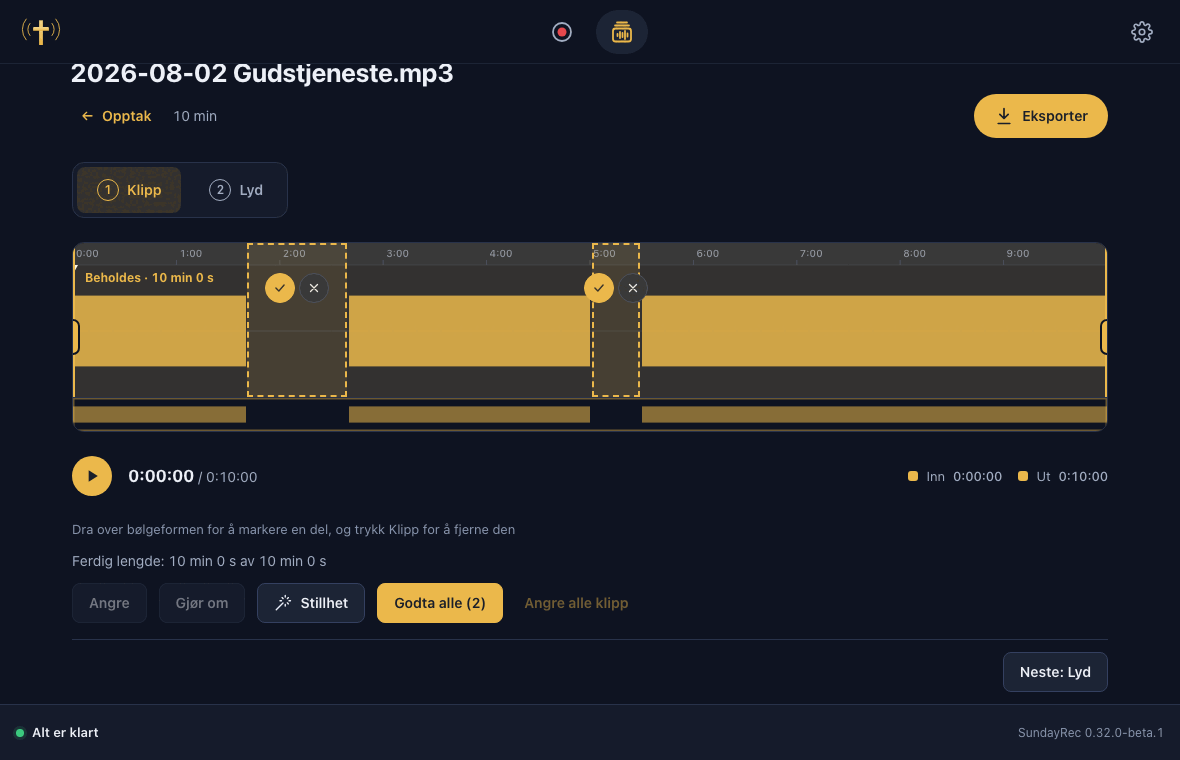 2026-08-02 Gudstjeneste.mp3
← Opptak 10 min
Eksporter
1 Klipp 2 Lyd
0:00 1:00 2:00 3:00 4:00 5:00 6:00 7:00 8:00 9:00
Beholdes · 10 min 0 s
0:00:00 / 0:10:00
Inn 0:00:00 Ut 0:10:00
Dra over bølgeformen for å markere en del, og trykk Klipp for å fjerne den
Ferdig lengde: 10 min 0 s av 10 min 0 s
Angre Gjør om Stillhet Godta alle (2) Angre alle klipp
Neste: Lyd
Alt er klart
SundayRec 0.32.0-beta.1